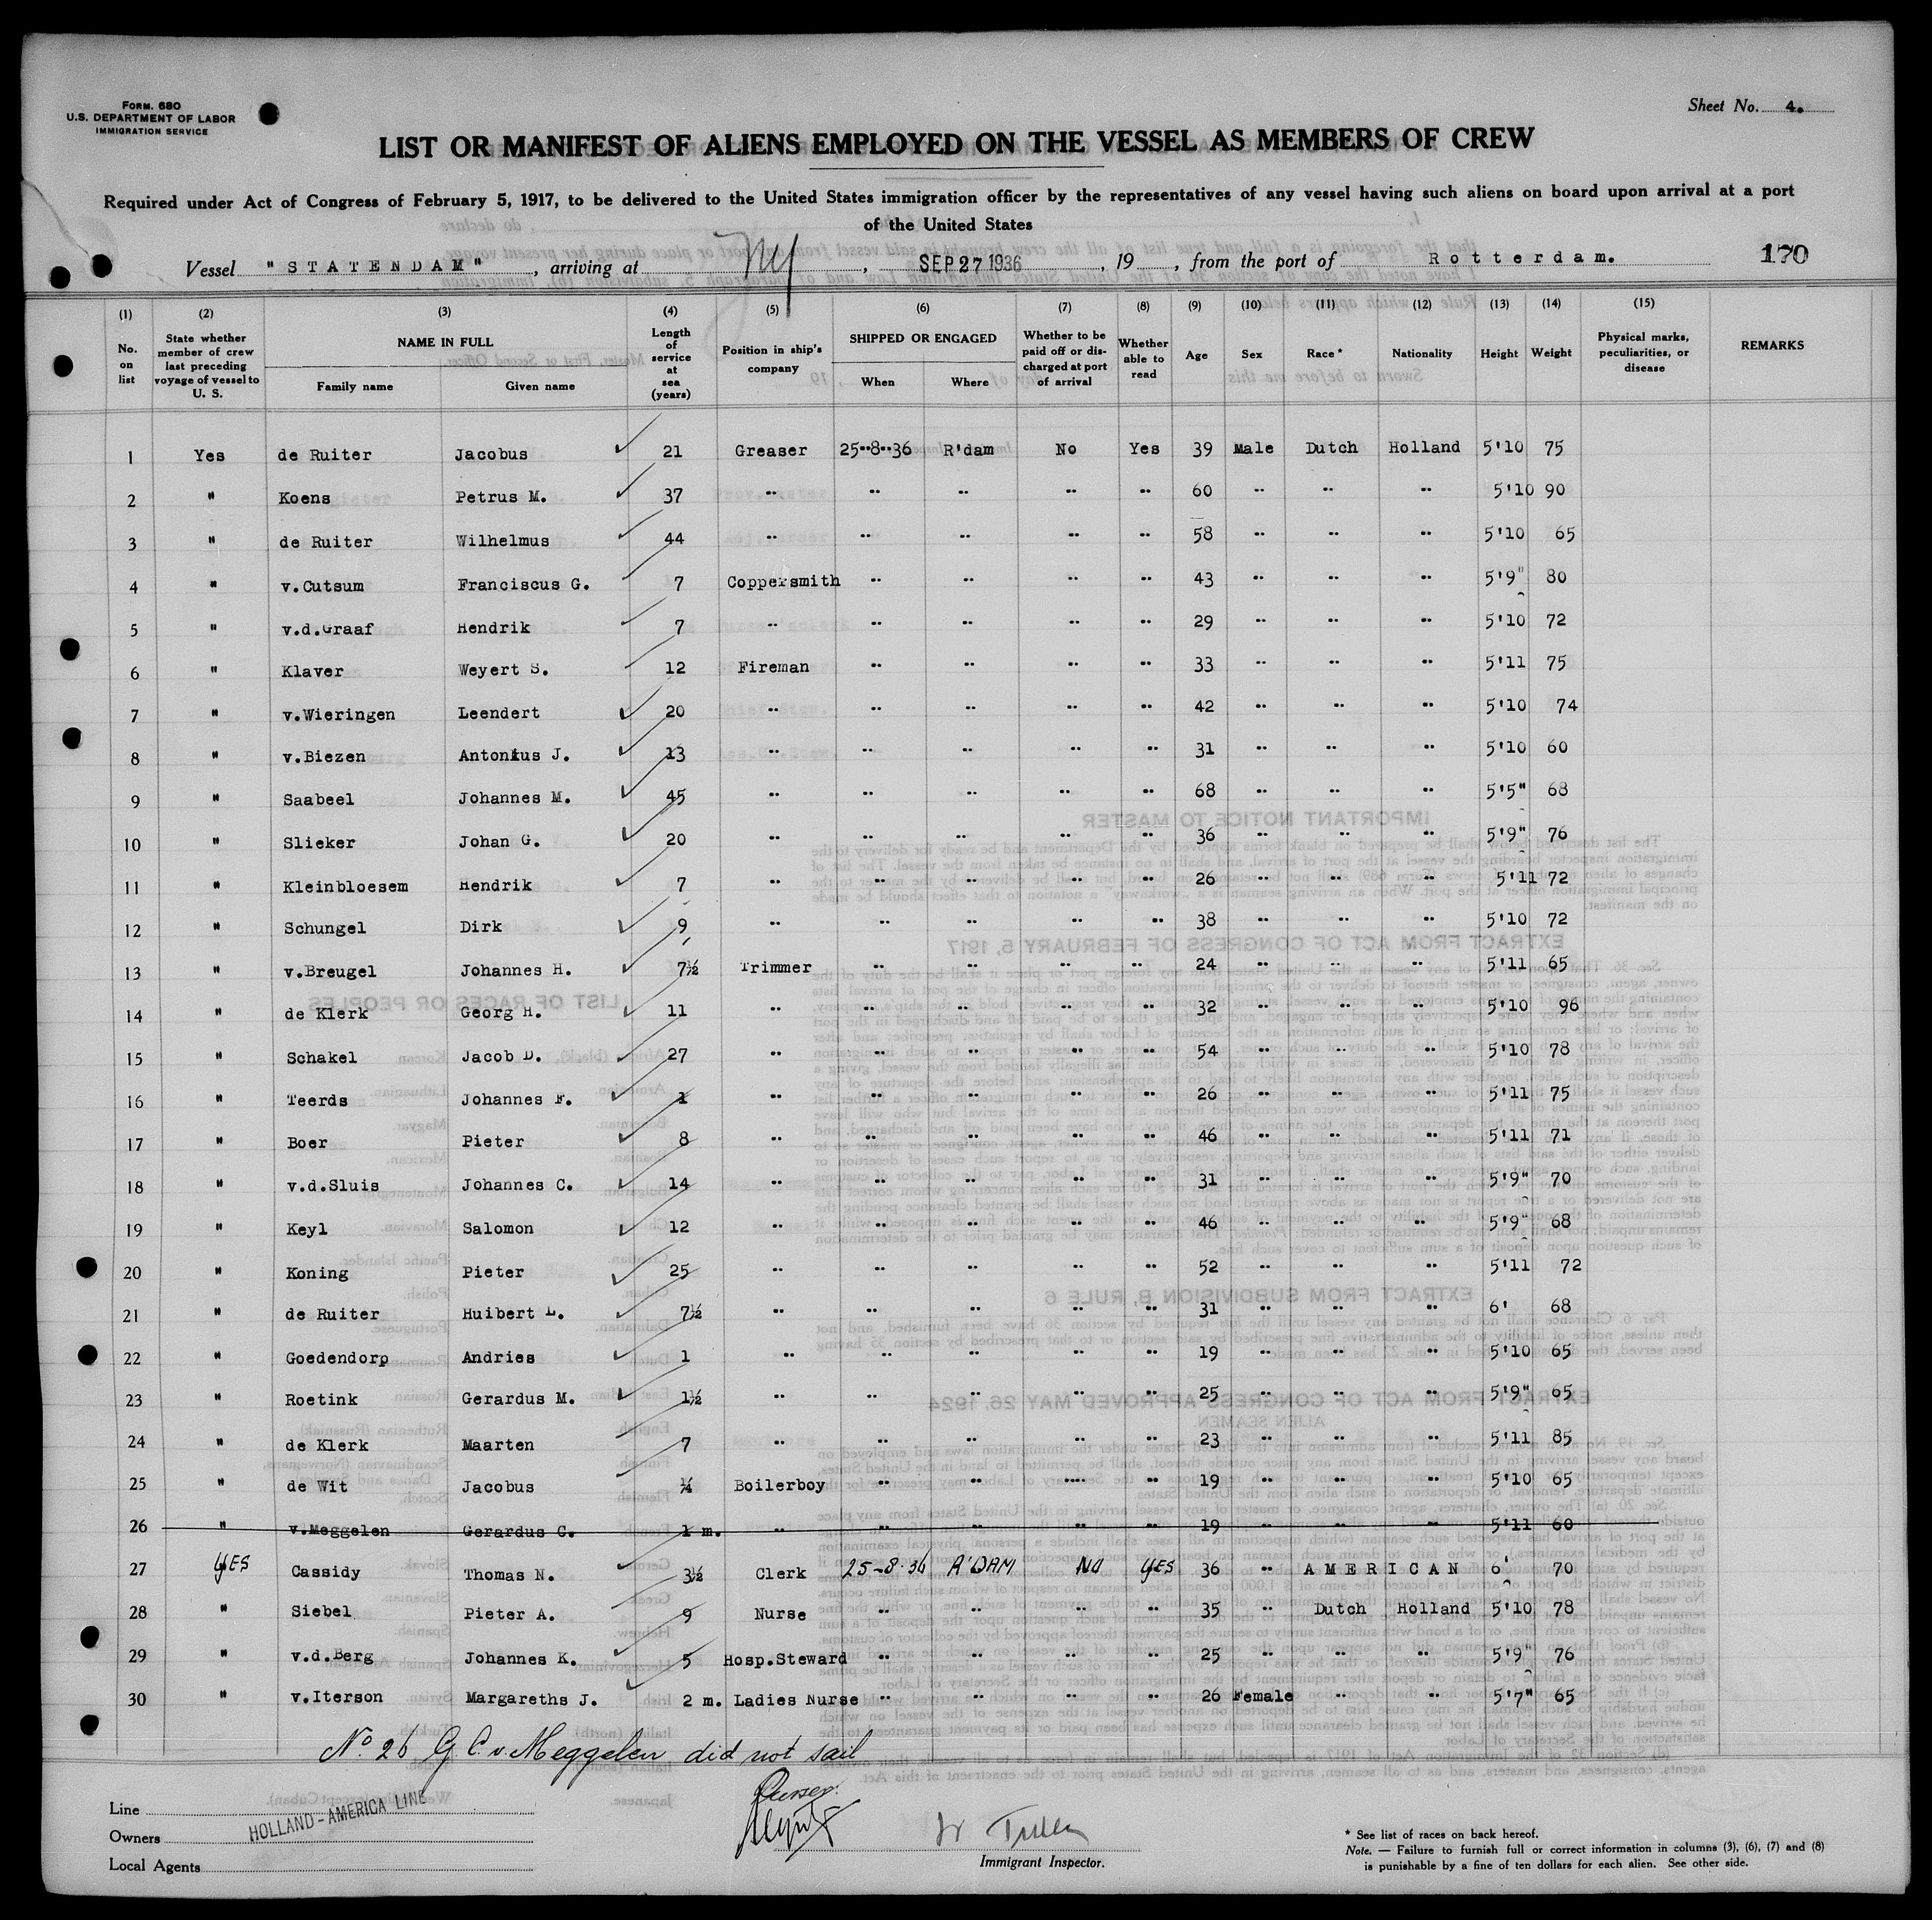 FORM. 680
U.S. DEPARTMENT OF LABOR
IMMIGRATION SERVICE
Sheet No. 4.
LIST OR MANIFEST OF ALIENS EMPLOYED ON THE VESSEL AS MEMBERS OF CREW
Required under Act of Congress of February 5, 1917, to be delivered to the United States immigration officer by the representatives of any vessel having such aliens on board upon arrival at a port
of the United States
Vessel "STATENDAM", arriving at NY, SEP 27 1936, 19, from the port of Rotterdam. 170
(1) No. on list (2) State whether member of crew last preceding voyage of vessel to U. S. (3) NAME IN FULL Family name Given name (4) Length of service at sea (years) (5) Position in ship's company (6) SHIPPED OR ENGAGED When Where (7) Whether to be paid off or discharged at port of arrival (8) Whether able to read (9) Age (10) Sex (11) Race* (12) Nationality (13) Height (14) Weight (15) Physical marks, peculiarities, or disease REMARKS
1 Yes de Ruiter Jacobus 21 Greaser 25-8-36 R'dam No Yes 39 Male Dutch Holland 5'10 75
2 " Koens Petrus M. 37 " " " " " 60 " " " 5'10 90
3 " de Ruiter Wilhelmus 44 " " " " " 58 " " " 5'10 65
4 " v.Cutsum Franciscus G. 7 Coppersmith " " " " 43 " " " 5'9" 80
5 " v.d.Graaf Hendrik 7 " " " " " 29 " " " 5'10 72
6 " Klaver Weyert S. 12 Fireman " " " " 33 " " " 5'11 75
7 " v.Wieringen Leendert 20 " " " " " 42 " " " 5'10 74
8 " v.Biezen Antonius J. 13 " " " " " 31 " " " 5'10 60
9 " Saabeel Johannes M. 45 " " " " " 68 " " " 5'5" 68
10 " Slieker Johan G. 20 " " " " " 36 " " " 5'9" 76
11 " Kleinbloesem Hendrik 7 " " " " " 26 " " " 5'11 72
12 " Schungel Dirk 9 " " " " " 38 " " " 5'10 72
13 " v.Breugel Johannes H. 7½ Trimmer " " " " 24 " " " 5'11 65
14 " de Klerk Georg H. 11 " " " " " 32 " " " 5'10 96
15 " Schakel Jacob D. 27 " " " " " 54 " " " 5'10 78
16 " Teerds Johannes F. 1 " " " " " 26 " " " 5'11 75
17 " Boer Pieter 8 " " " " " 46 " " " 5'11 71
18 " v.d.Sluis Johannes C. 14 " " " " " 31 " " " 5'9" 70
19 " Keyl Salomon 12 " " " " " 46 " " " 5'9" 68
20 " Koning Pieter 25 " " " " " 52 " " " 5'11 72
21 " de Ruiter Huibert L. 7½ " " " " " 31 " " " 6' 68
22 " Goedendorp Andries 1 " " " " " 19 " " " 5'10 65
23 " Roetink Gerardus M. 1½ " " " " " 25 " " " 5'9" 65
24 " de Klerk Maarten 7 " " " " " 23 " " " 5'11 85
25 " de Wit Jacobus ¼ Boilerboy " " " " 19 " " " 5'10 65
26 " v.Meggelen Gerardus C. 1 m. " " " " " 19 " " " 5'11 60
27 YES Cassidy Thomas N. 3½ Clerk 25-8-36 A'DAM NO YES 36 " AMERICAN 6' 70
28 " Siebel Pieter A. 9 Nurse " " " " 35 " Dutch Holland 5'10 78
29 " v.d.Berg Johannes K. 5 Hosp.Steward " " " " 25 " " " 5'9" 76
30 " v.Iterson Margareths J. 2 m. Ladies Nurse " " " " 26 Female " " 5'7" 65
No 26 G C. v. Meggelen did not sail
Purser.
Line
Owners HOLLAND-AMERICA LINE
Local Agents
Immigrant Inspector.
* See list of races on back hereof.
Note. — Failure to furnish full or correct information in columns (3), (6), (7) and (8)
is punishable by a fine of ten dollars for each alien. See other side.